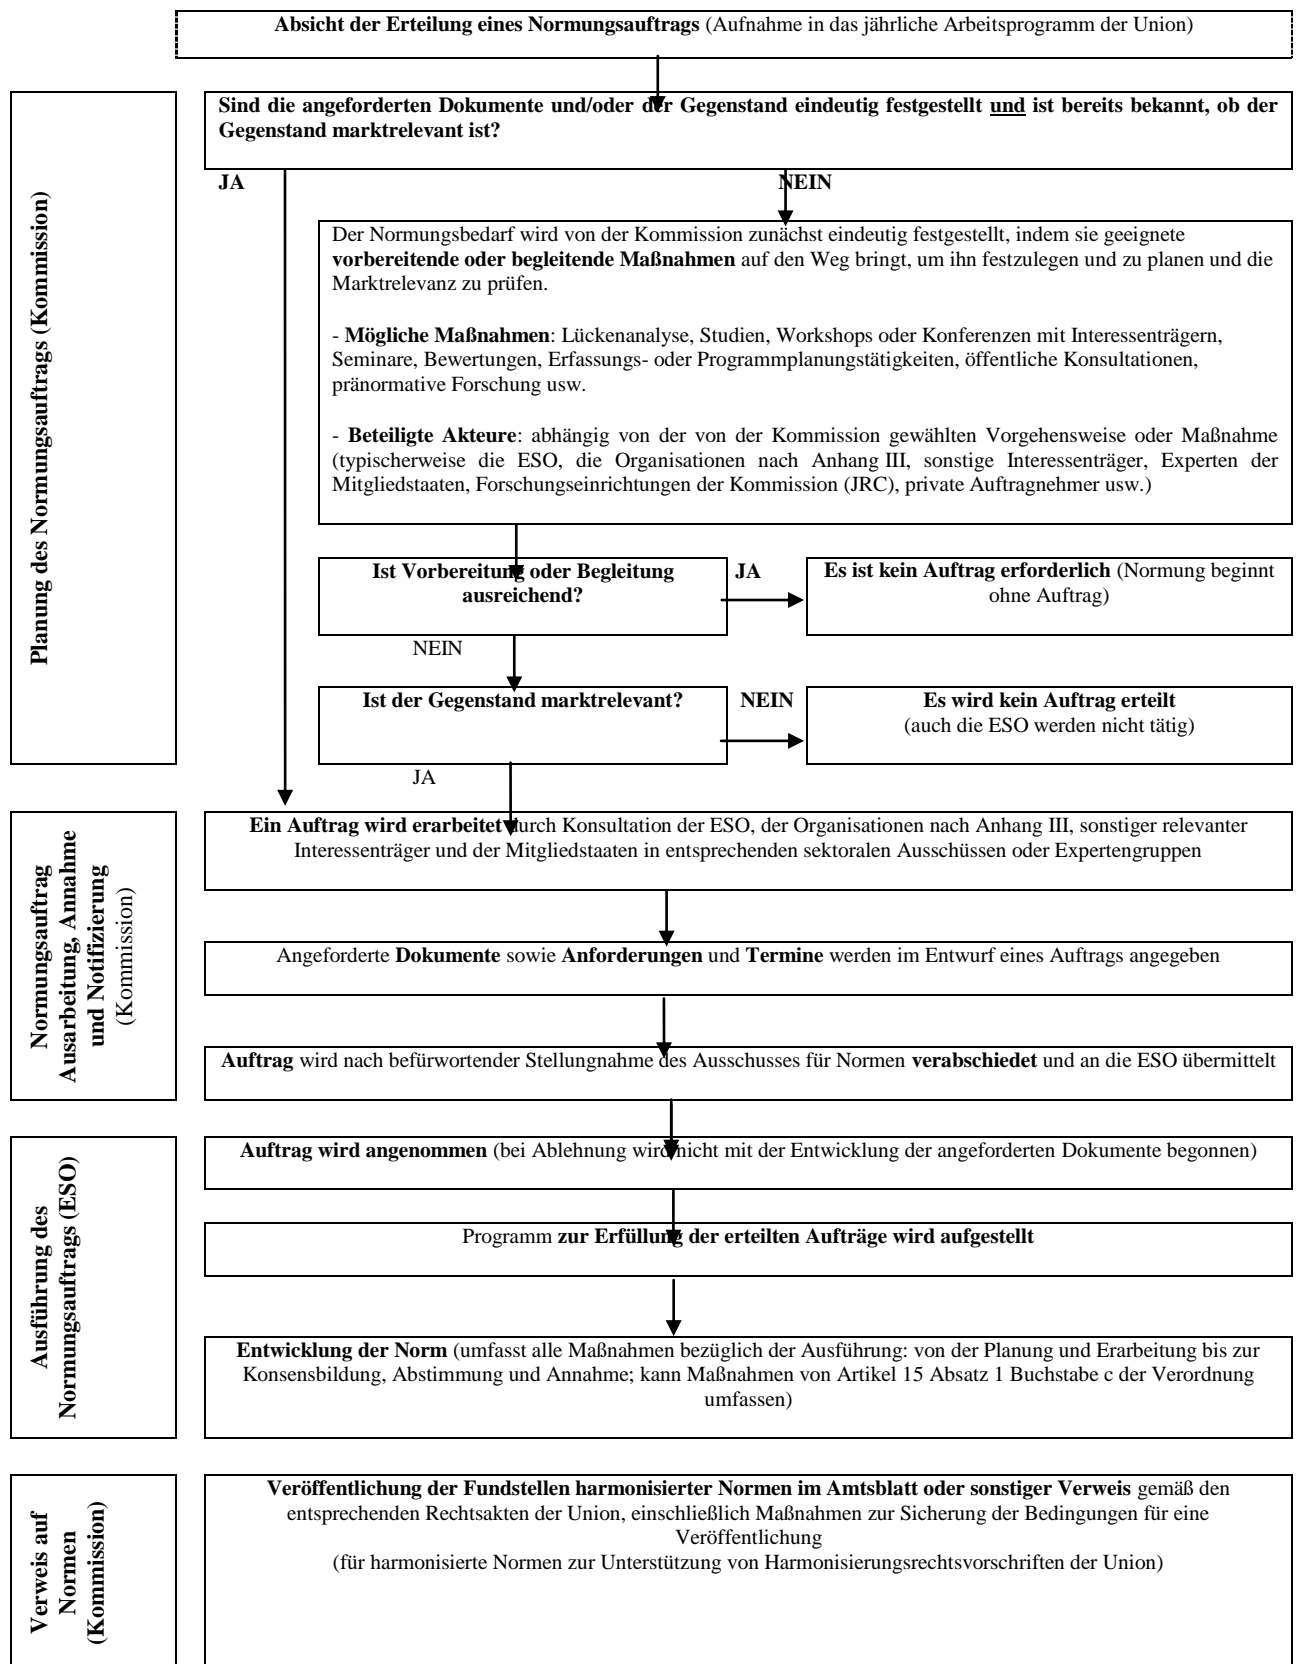 Absicht der Erteilung eines Normungsauftrags (Aufnahme in das jährliche Arbeitsprogramm der Union)
Planung des Normungsauftrags (Kommission)
Sind die angeforderten Dokumente und/oder der Gegenstand eindeutig festgestellt und ist bereits bekannt, ob der
Gegenstand marktrelevant ist?
JA
NEIN
Der Normungsbedarf wird von der Kommission zunächst eindeutig festgestellt, indem sie geeignete
vorbereitende oder begleitende Maßnahmen auf den Weg bringt, um ihn festzulegen und zu planen und die
Marktrelevanz zu prüfen.
- Mögliche Maßnahmen: Lückenanalyse, Studien, Workshops oder Konferenzen mit Interessenträgern,
Seminare, Bewertungen, Erfassungs- oder Programmplanungstätigkeiten, öffentliche Konsultationen,
pränormative Forschung usw.
- Beteiligte Akteure: abhängig von der von der Kommission gewählten Vorgehensweise oder Maßnahme
(typischerweise die ESO, die Organisationen nach Anhang III, sonstige Interessenträger, Experten der
Mitgliedstaaten, Forschungseinrichtungen der Kommission (JRC), private Auftragnehmer usw.)
Ist Vorbereitung oder Begleitung
ausreichend?
JA
Es ist kein Auftrag erforderlich (Normung beginnt
ohne Auftrag)
NEIN
Ist der Gegenstand marktrelevant?
NEIN
Es wird kein Auftrag erteilt
(auch die ESO werden nicht tätig)
JA
Normungsauftrag
Ausarbeitung, Annahme
und Notifizierung
(Kommission)
Ein Auftrag wird erarbeitet durch Konsultation der ESO, der Organisationen nach Anhang III, sonstiger relevanter
Interessenträger und der Mitgliedstaaten in entsprechenden sektoralen Ausschüssen oder Expertengruppen
Angeforderte Dokumente sowie Anforderungen und Termine werden im Entwurf eines Auftrags angegeben
Auftrag wird nach befürwortender Stellungnahme des Ausschusses für Normen verabschiedet und an die ESO übermittelt
Ausführung des
Normungsauftrags (ESO)
Auftrag wird angenommen (bei Ablehnung wird nicht mit der Entwicklung der angeforderten Dokumente begonnen)
Programm zur Erfüllung der erteilten Aufträge wird aufgestellt
Entwicklung der Norm (umfasst alle Maßnahmen bezüglich der Ausführung: von der Planung und Erarbeitung bis zur
Konsensbildung, Abstimmung und Annahme; kann Maßnahmen von Artikel 15 Absatz 1 Buchstabe c der Verordnung
umfassen)
Verweis auf
Normen
(Kommission)
Veröffentlichung der Fundstellen harmonisierter Normen im Amtsblatt oder sonstiger Verweis gemäß den
entsprechenden Rechtsakten der Union, einschließlich Maßnahmen zur Sicherung der Bedingungen für eine
Veröffentlichung
(für harmonisierte Normen zur Unterstützung von Harmonisierungsrechtsvorschriften der Union)